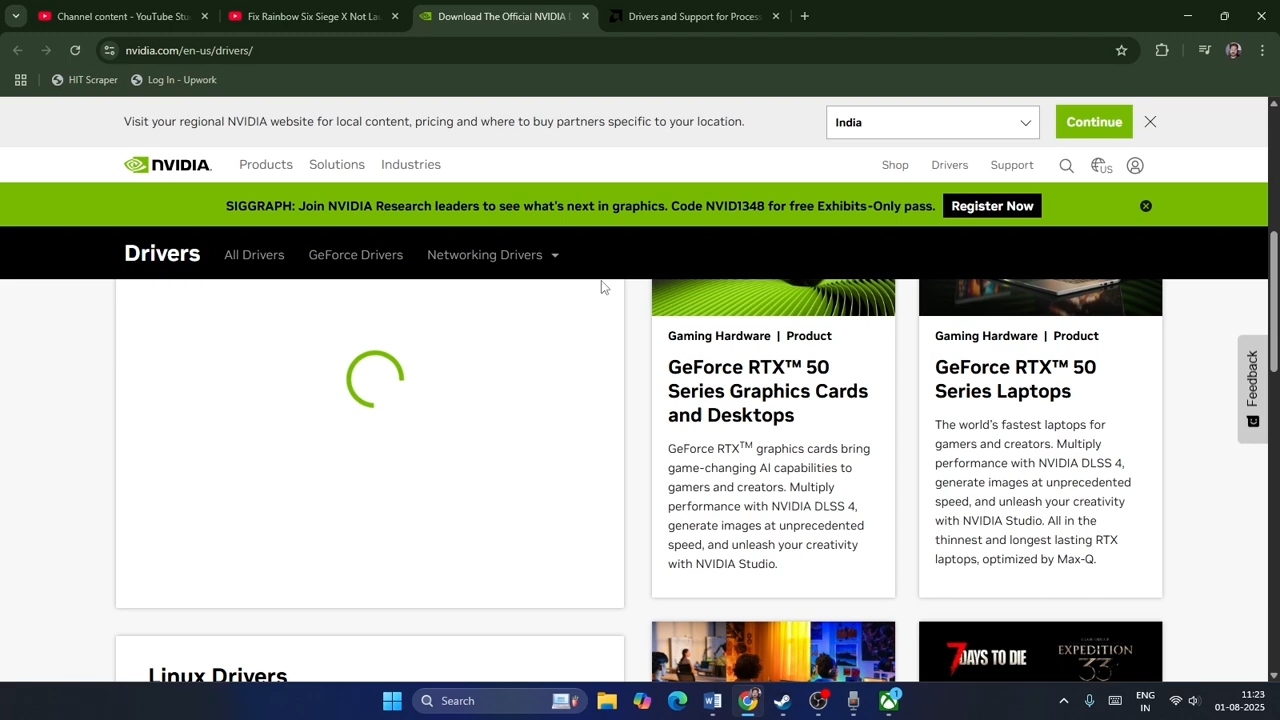 Channel content - YouTube Stu
Fix Rainbow Six Siege X Not La
Download The Official NVIDIA D
Drivers and Support for Process
nvidia.com/en-us/drivers/
HIT Scraper
Log In - Upwork
Visit your regional NVIDIA website for local content, pricing and where to buy partners specific to your location.
India
Continue
NVIDIA.
Products
Solutions
Industries
Shop
Drivers
Support
US
SIGGRAPH: Join NVIDIA Research leaders to see what's next in graphics. Code NVID1348 for free Exhibits-Only pass.
Register Now
Drivers
All Drivers
GeForce Drivers
Networking Drivers
Gaming Hardware | Product
GeForce RTX™ 50
Series Graphics Cards
and Desktops
GeForce RTX™ graphics cards bring
game-changing AI capabilities to
gamers and creators. Multiply
performance with NVIDIA DLSS 4,
generate images at unprecedented
speed, and unleash your creativity
with NVIDIA Studio.
Gaming Hardware | Product
GeForce RTX™ 50
Series Laptops
The world's fastest laptops for
gamers and creators. Multiply
performance with NVIDIA DLSS 4,
generate images at unprecedented
speed, and unleash your creativity
with NVIDIA Studio. All in the
thinnest and longest lasting RTX
laptops, optimized by Max-Q.
Feedback
Linux Drivers
7 DAYS TO DIE
CLAIR OBSCUR
EXPEDITION
33
Search
1
ENG
IN
11:23
01-08-2025